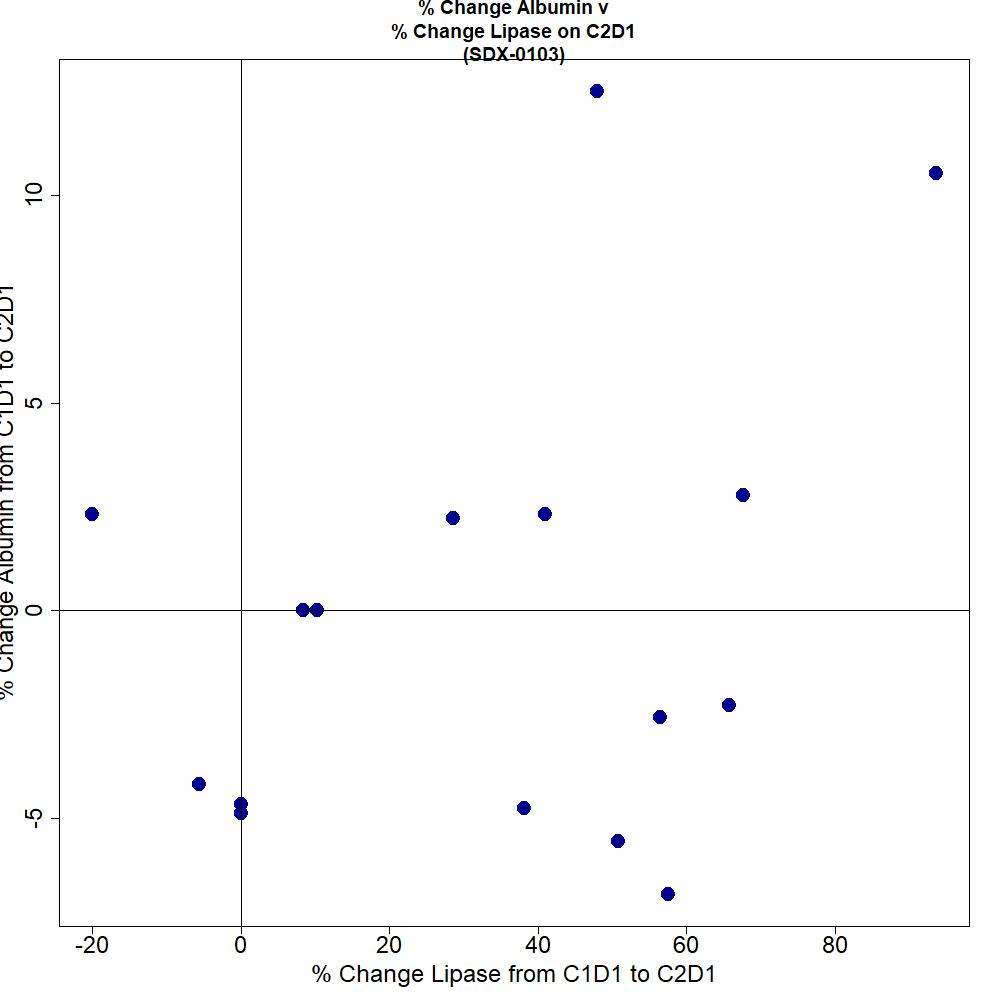 % Change Albumin v
% Change Lipase on C2D1
(SDX-0103)
% Change Albumin from C1D1 to C2D1
10
5
0
-5
-20
0
20
40
60
80
% Change Lipase from C1D1 to C2D1